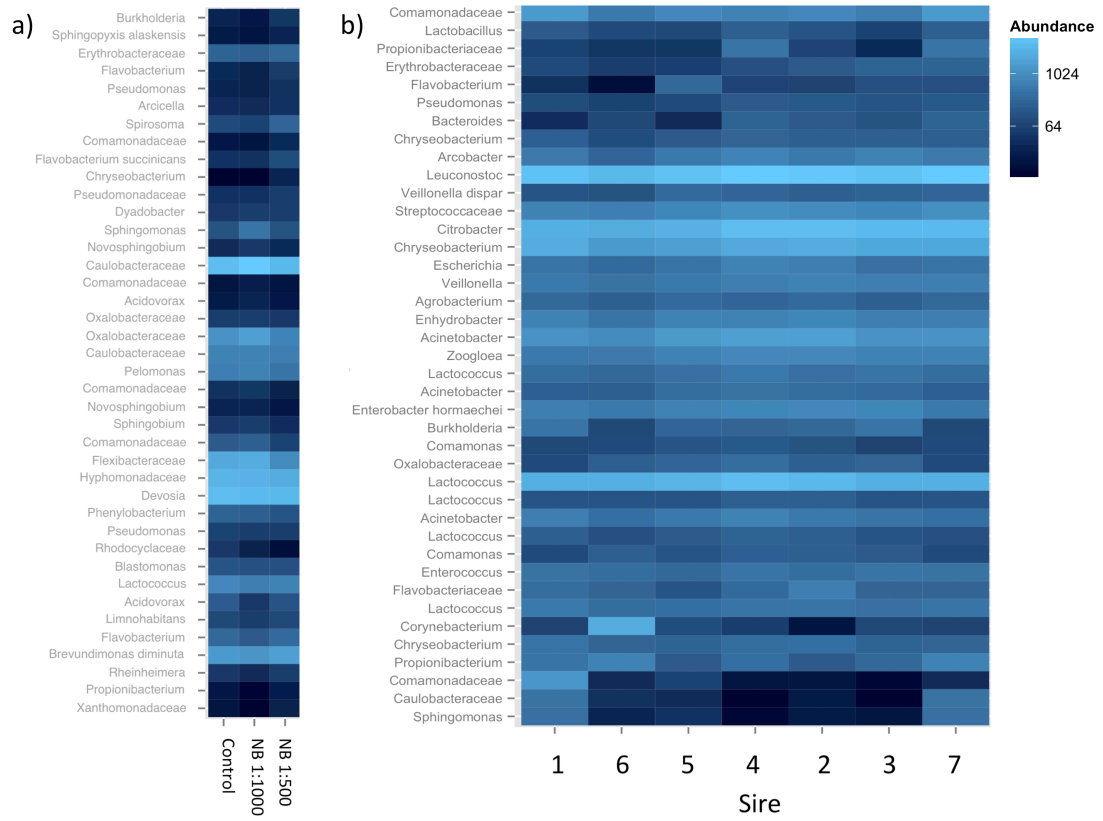 a)
Burkholderia
Sphingopyxis alaskensis
Erythrobacteraceae
Flavobacterium
Pseudomonas
Arcicella
Spirosoma
Comamonadaceae
Flavobacterium succinicans
Chryseobacterium
Pseudomonadaceae
Dyadobacter
Sphingomonas
Novosphingobium
Caulobacteraceae
Comamonadaceae
Acidovorax
Oxalobacteraceae
Oxalobacteraceae
Caulobacteraceae
Pelomonas
Comamonadaceae
Novosphingobium
Sphingobium
Comamonadaceae
Flexibacteraceae
Hyphomonadaceae
Devosia
Phenylobacterium
Pseudomonas
Rhodocyclaceae
Blastomonas
Lactococcus
Acidovorax
Limnohabitans
Flavobacterium
Brevundimonas diminuta
Rheinheimera
Propionibacterium
Xanthomonadaceae
Control
NB 1:1000
NB 1:500
b)
Comamonadaceae
Lactobacillus
Propionibacteriaceae
Erythrobacteraceae
Flavobacterium
Pseudomonas
Bacteroides
Chryseobacterium
Arcobacter
Leuconostoc
Veillonella dispar
Streptococcaceae
Citrobacter
Chryseobacterium
Escherichia
Veillonella
Agrobacterium
Enhydrobacter
Acinetobacter
Zoogloea
Lactococcus
Acinetobacter
Enterobacter hormaechei
Burkholderia
Comamonas
Oxalobacteraceae
Lactococcus
Lactococcus
Acinetobacter
Lactococcus
Comamonas
Enterococcus
Flavobacteriaceae
Lactococcus
Corynebacterium
Chryseobacterium
Propionibacterium
Comamonadaceae
Caulobacteraceae
Sphingomonas
1 6 5 4 2 3 7
Sire
Abundance
1024
64